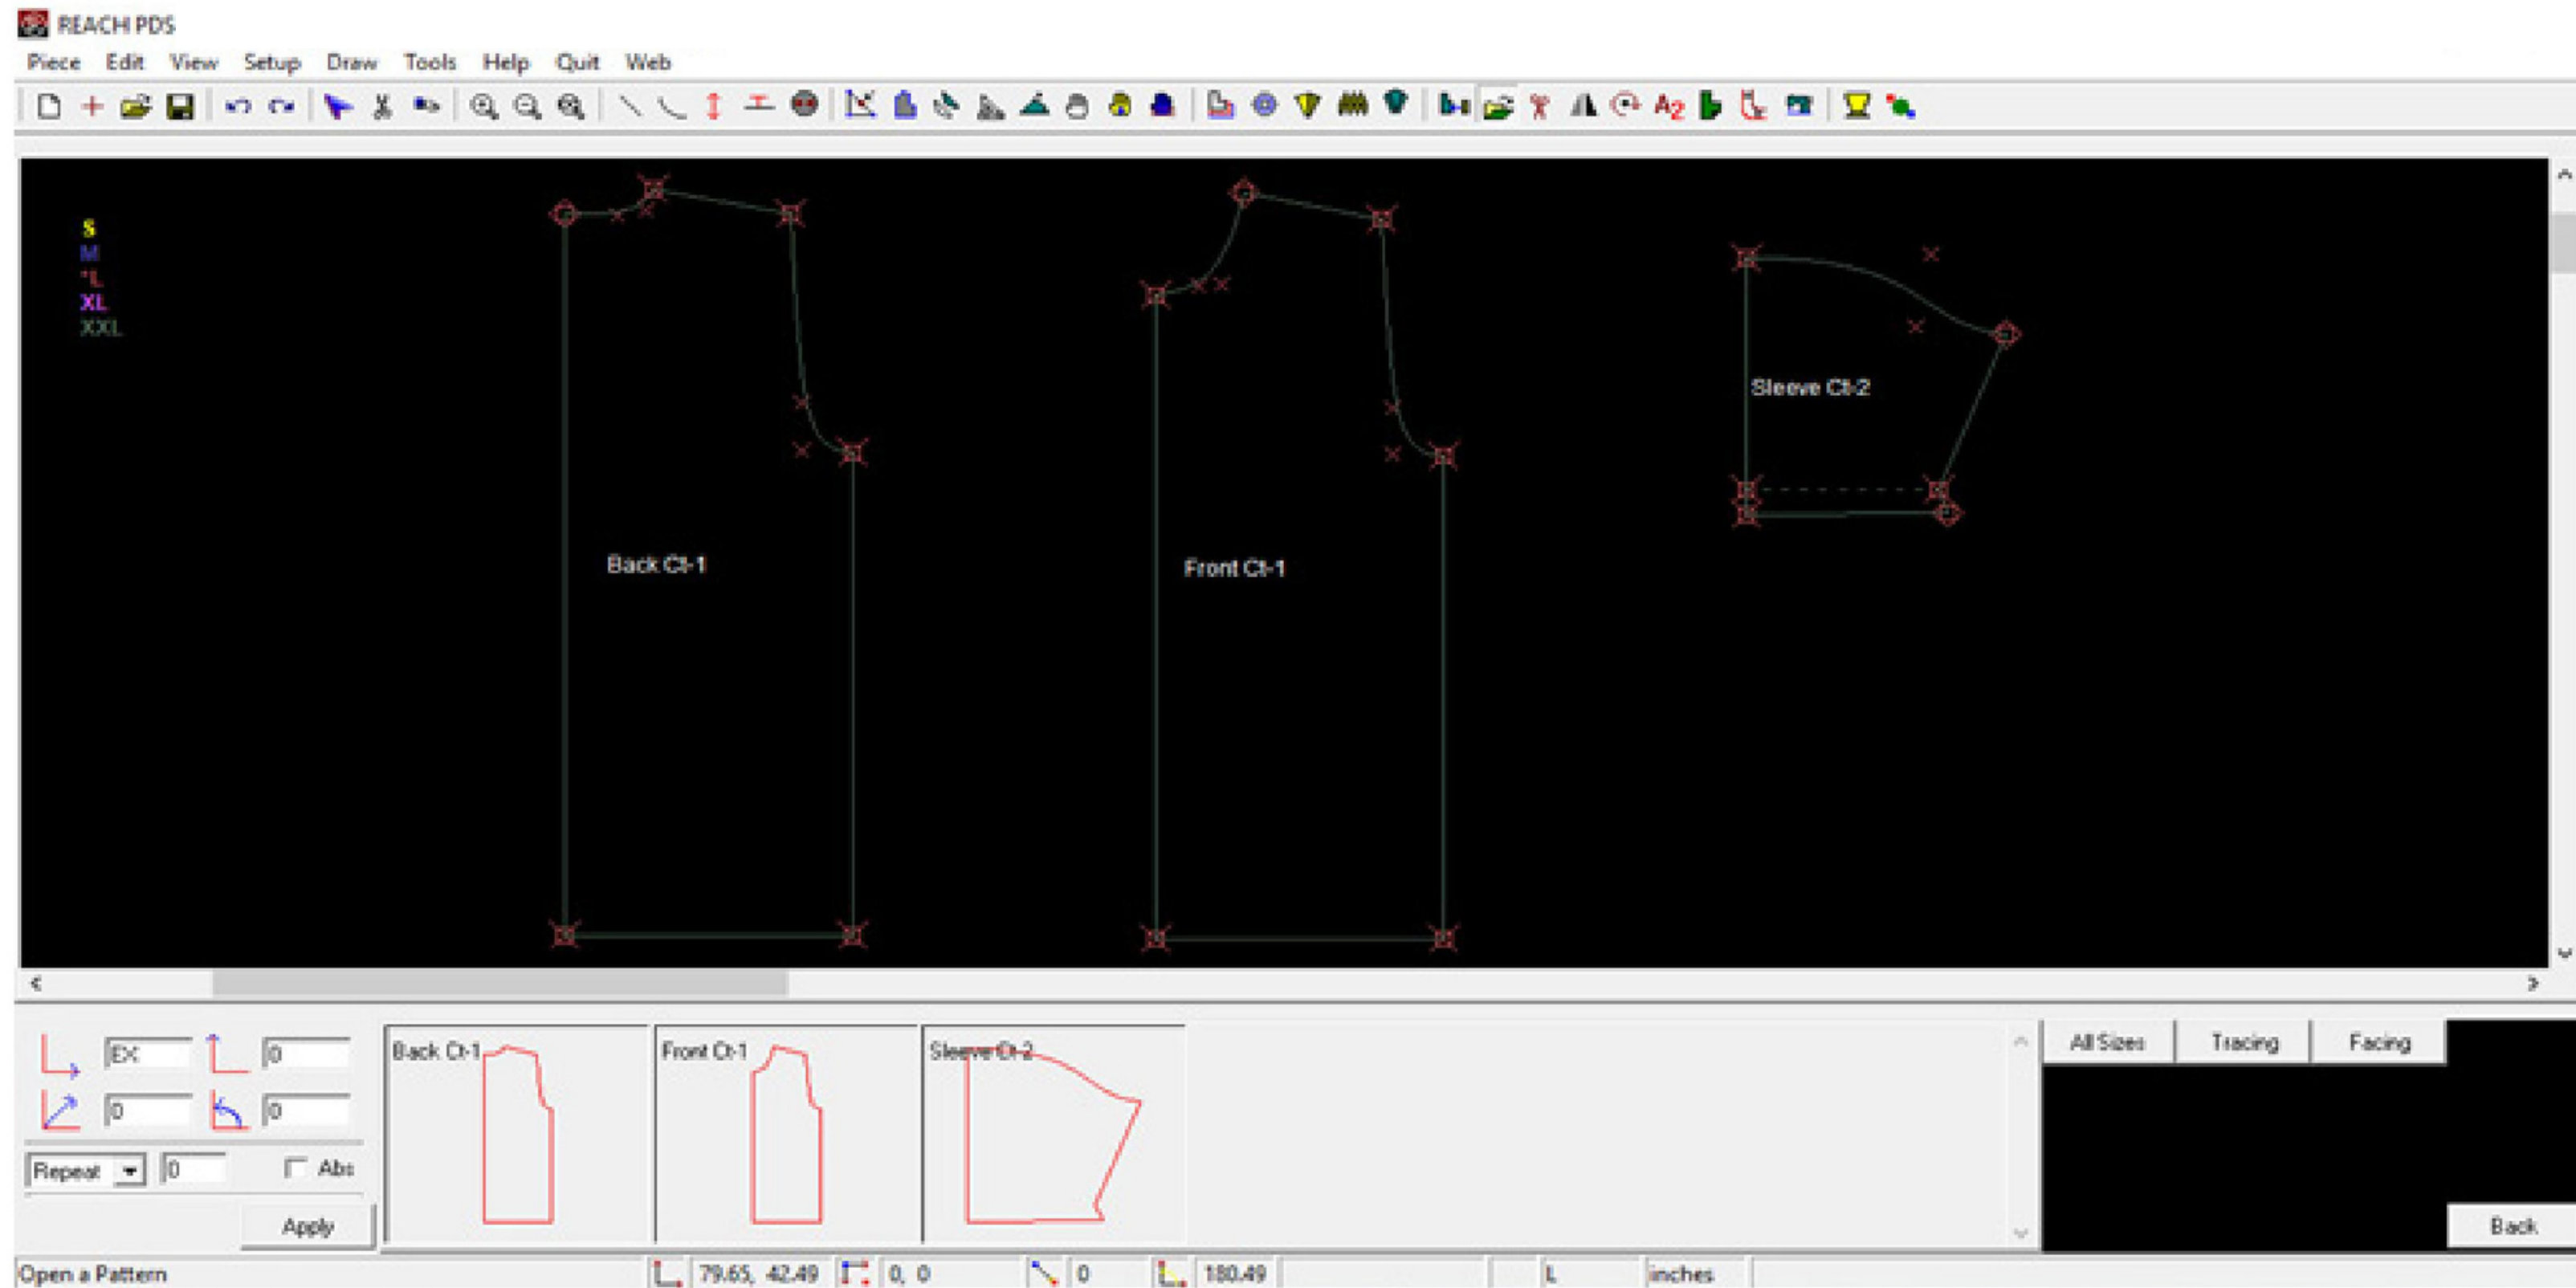 REACH PDS
Piece Edit View Setup Draw Tools Help Quit Web
S
M
*L
XL
XXL
Back Ct-1
Front Ct-1
Sleeve Ct-2
EX 0
0 0
Repeat 0 Abs
Apply
Back Ct-1 Front Ct-1 Sleeve Ct-2
All Sizes Tracing Facing
Back
Open a Pattern 79.65, 42.49 0, 0 0 180.49 L inches